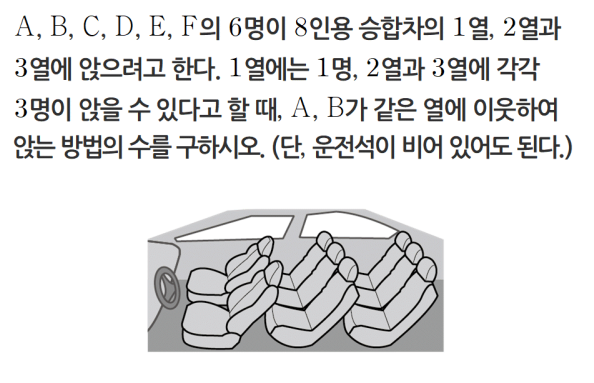 A, B, C, D, E, F의 6명이 8인용 승합차의 1열, 2열과
3열에 앉으려고 한다. 1열에는 1명, 2열과 3열에 각각
3명이 앉을 수 있다고 할 때, A, B가 같은 열에 이웃하여
앉는 방법의 수를 구하시오. (단, 운전석이 비어 있어도 된다.)